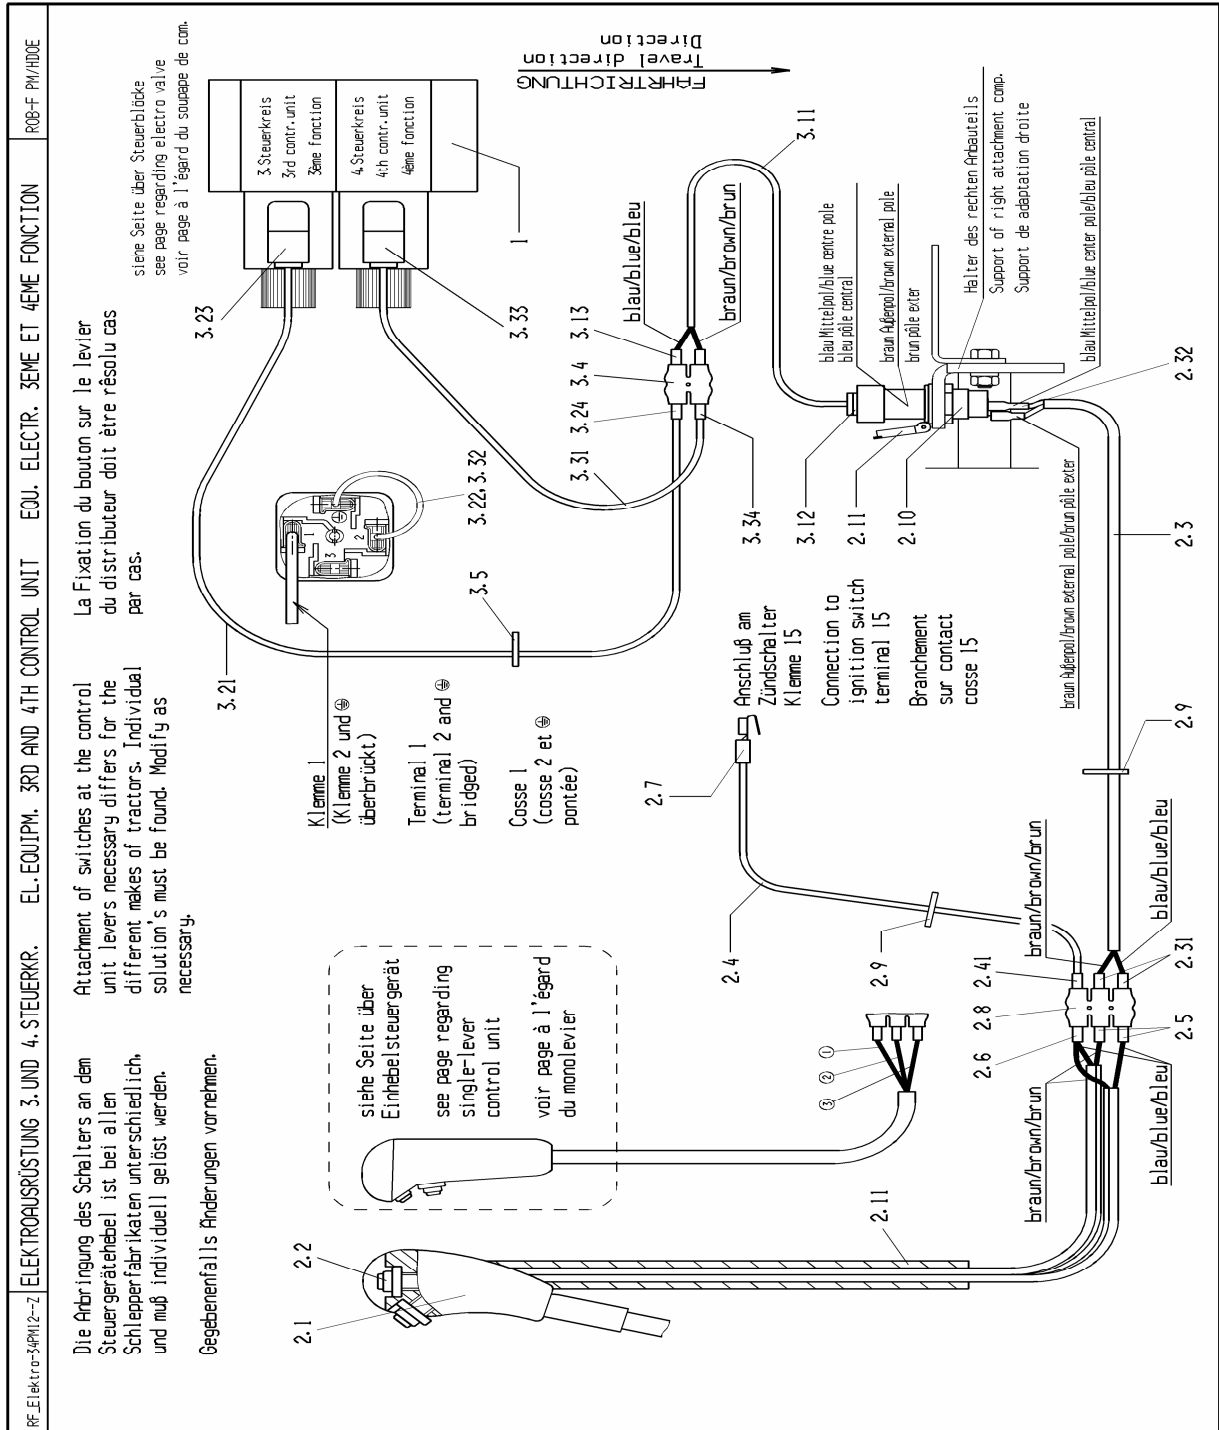 RF_Elektro-34PM12--Z
ELEKTROAUSRÜSTUNG 3.UND 4.STEUERKR.
EL.EQUIPM. 3RD AND 4TH CONTROL UNIT
EQU. ELECTR. 3EME ET 4EME FONCTION
ROB-F PM/HDOE
Die Anbringung des Schalters an dem
Steuergerätehebel ist bei allen
Schlepperfabrikaten unterschiedlich.
und muß individuell gelöst werden.
Gegebenenfalls Änderungen vornehmen.
Attachment of switches at the control
unit levers necessary differs for the
different makes of tractors. Individual
solution's must be found. Modify as
necessary.
La Fixation du bouton sur le levier
du distributeur doit être résolu cas
par cas.
siene Seite über Steuerblöcke
see page regarding electro valve
voir page à l'égard du soupape de com.
3.Steuerkreis
3rd contr.unit
3éme fonction
4.Steuerkreis
4th contr.unit
4éme fonction
1
3.23
3.33
FAHRTRICHTUNG
Travel direction
Direction
3.21
Klemme 1
(Klemme 2 und ⏚
überbrückt)
Terminal 1
(terminal 2 and ⏚
bridged)
Cosse 1
(cosse 2 et ⏚
pontée)
1
2
3
3.22,3.32
3.5
3.31
3.24
3.4
3.13
3.34
blau/blue/bleu
braun/brown/brun
3.11
siehe Seite über
Einhebelsteuergerät
see page regarding
single-lever
control unit
voir page à l'égard
du monolevier
2.1
2.2
2.11
1
2
3
2.7
Anschluß am
Zündschalter
Klemme 15
Connection to
ignition switch
terminal 15
Branchement
sur contact
cosse 15
2.4
2.9
3.12
2.11
2.10
blau Mittelpol/blue centre pole
bleu pôle central
braun Außenpol/brown external pole
brun pôle exter
Halter des rechten Anbauteils
Support of right attachment comp.
Support de adaptation droite
blau Mittelpol/blue center pole/bleu pôle central
2.32
braun Außenpol/brown external pole/brun pôle exter
2.3
2.9
braun/brown/brun
blau/blue/bleu
2.6
2.8
2.41
2.5
2.31
braun/brown/brun
blau/blue/bleu